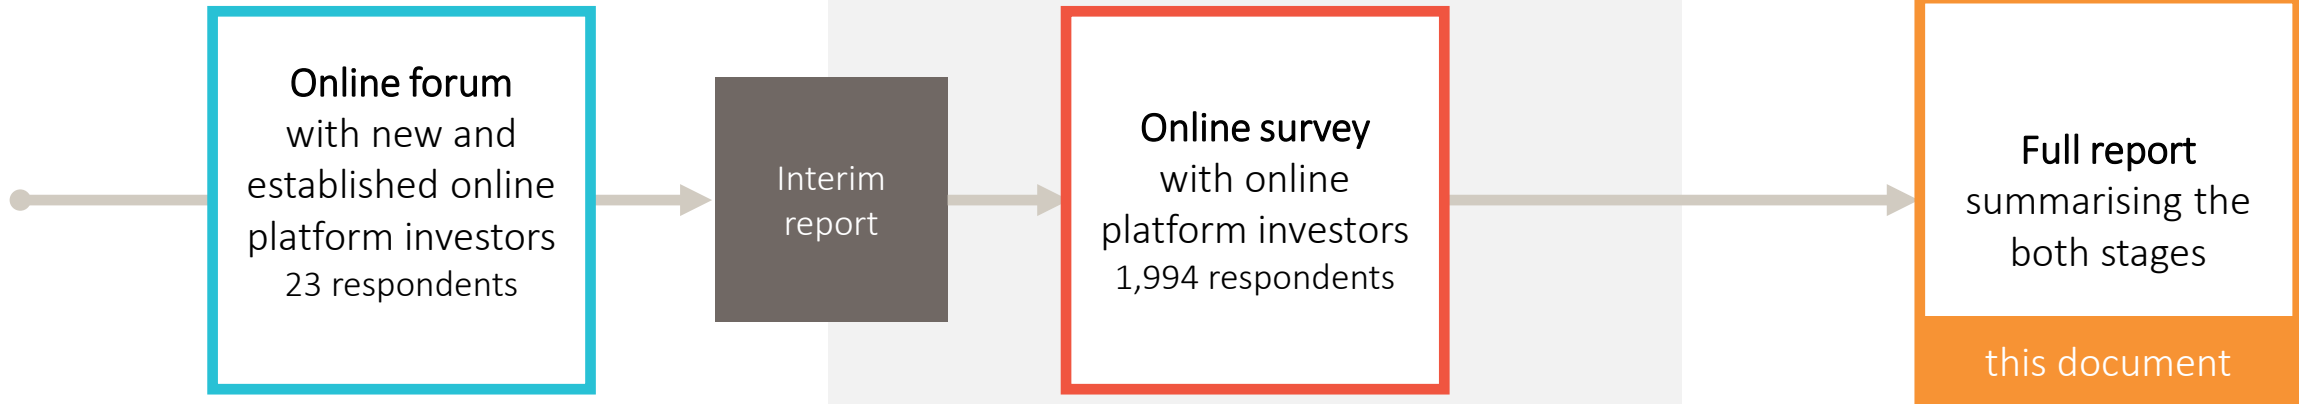 Online forum
with new and
established online
platform investors
23 respondents
Interim
report
Online survey
with online
platform investors
1,994 respondents
Full report
summarising the
both stages
this document